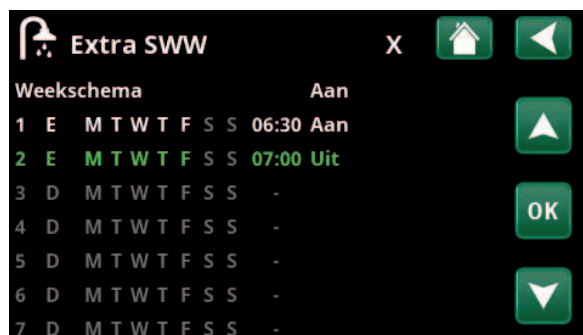 Extra SWW X
Weekschema Aan
1 E M T W T F S S 06:30 Aan
2 E M T W T F S S 07:00 Uit
3 D M T W T F S S -
4 D M T W T F S S -
OK
5 D M T W T F S S -
6 D M T W T F S S -
7 D M T W T F S S -